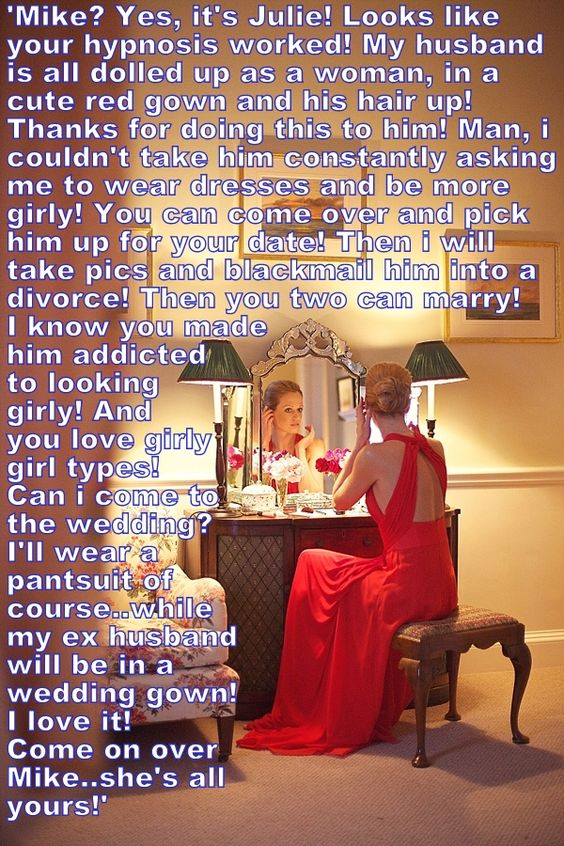 'Mike? Yes, it's Julie! Looks like
your hypnosis worked! My husband
is all dolled up as a woman, in a
cute red gown and his hair up!
Thanks for doing this to him! Man, i
couldn't take him constantly asking
me to wear dresses and be more
girly! You can come over and pick
him up for your date! Then i will
take pics and blackmail him into a
divorce! Then you two can marry!
I know you made
him addicted
to looking
girly! And
you love girly
girl types!
Can i come to
the wedding?
I'll wear a
pantsuit of
course..while
my ex husband
will be in a
wedding gown!
I love it!
Come on over
Mike..she's all
yours!'